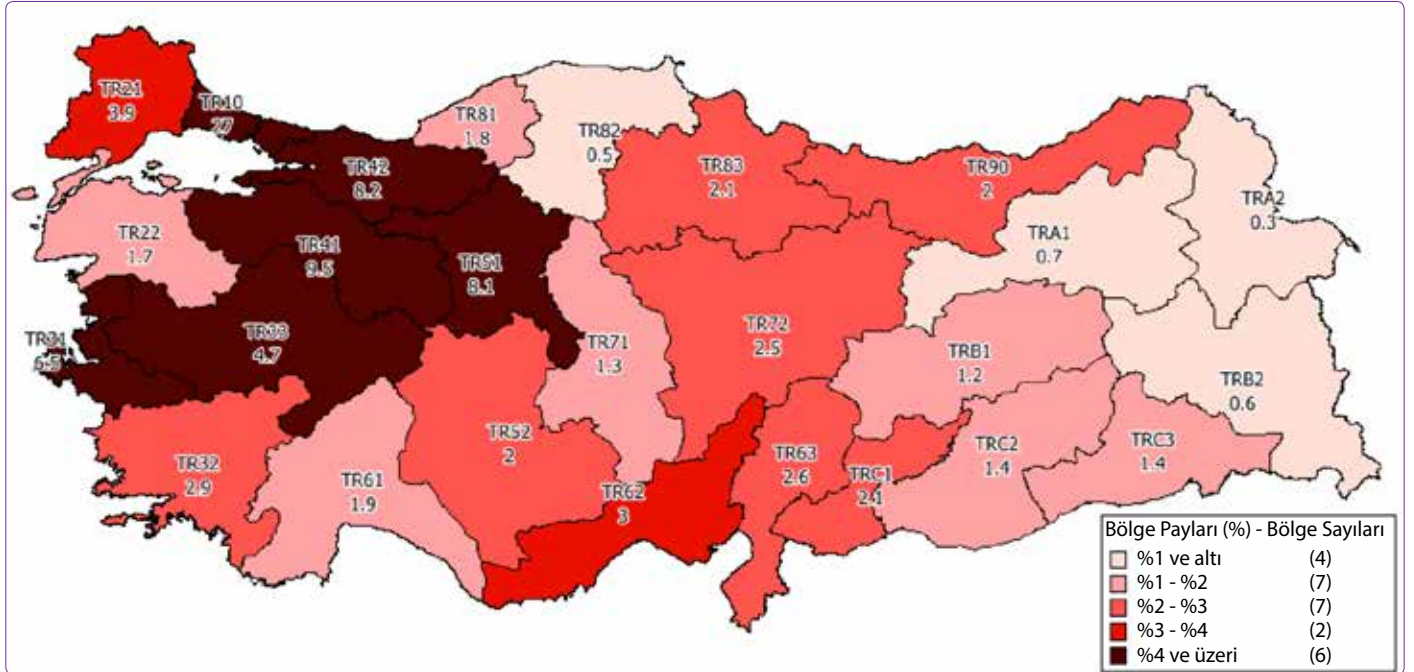 TR21
3.9
TR10
27
TR81
1.8
TR82
0.5
TR42
8.2
TR83
2.1
TR90
2
TRA2
0.3
TRA1
0.7
TR22
1.7
TR41
9.5
TR51
8.1
TR31
6.5
TR33
4.7
TR71
1.3
TR72
2.5
TRB1
1.2
TRB2
0.6
TR32
2.9
TR61
1.9
TR52
2
TR62
3
TR63
2.6
TRC1
2.1
TRC2
1.4
TRC3
1.4
Bölge Payları (%) - Bölge Sayıları
%1 ve altı (4)
%1 - %2 (7)
%2 - %3 (7)
%3 - %4 (2)
%4 ve üzeri (6)